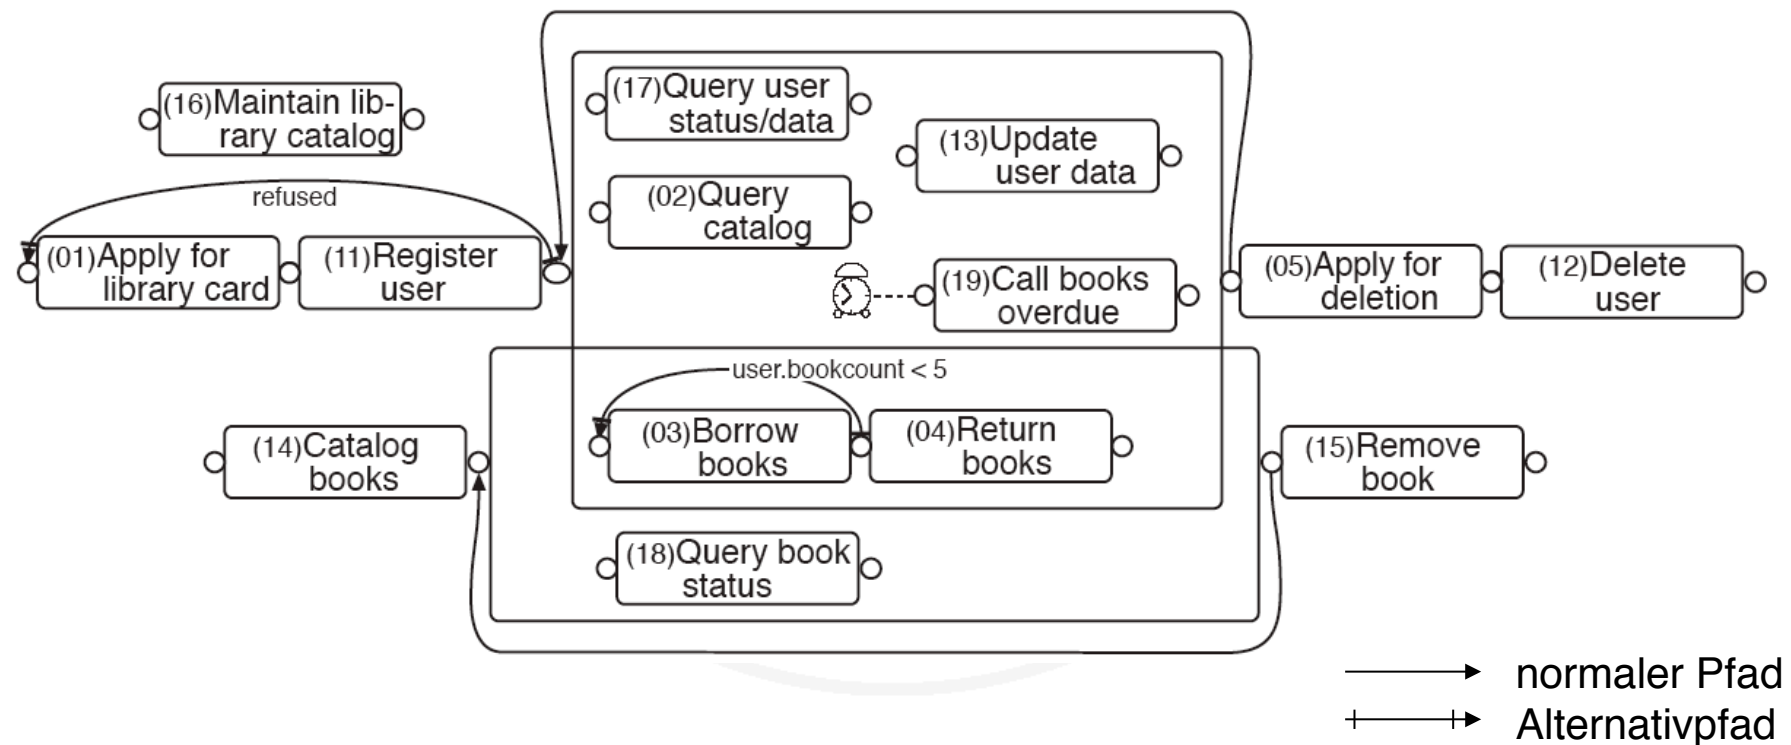 (16)Maintain lib-
rary catalog
(17)Query user
status/data
(13)Update
user data
refused
(02)Query
catalog
(01)Apply for
library card
(11)Register
user
(19)Call books
overdue
(05)Apply for
deletion
(12)Delete
user
user.bookcount < 5
(14)Catalog
books
(03)Borrow
books
(04)Return
books
(15)Remove
book
(18)Query book
status
normaler Pfad
Alternativpfad